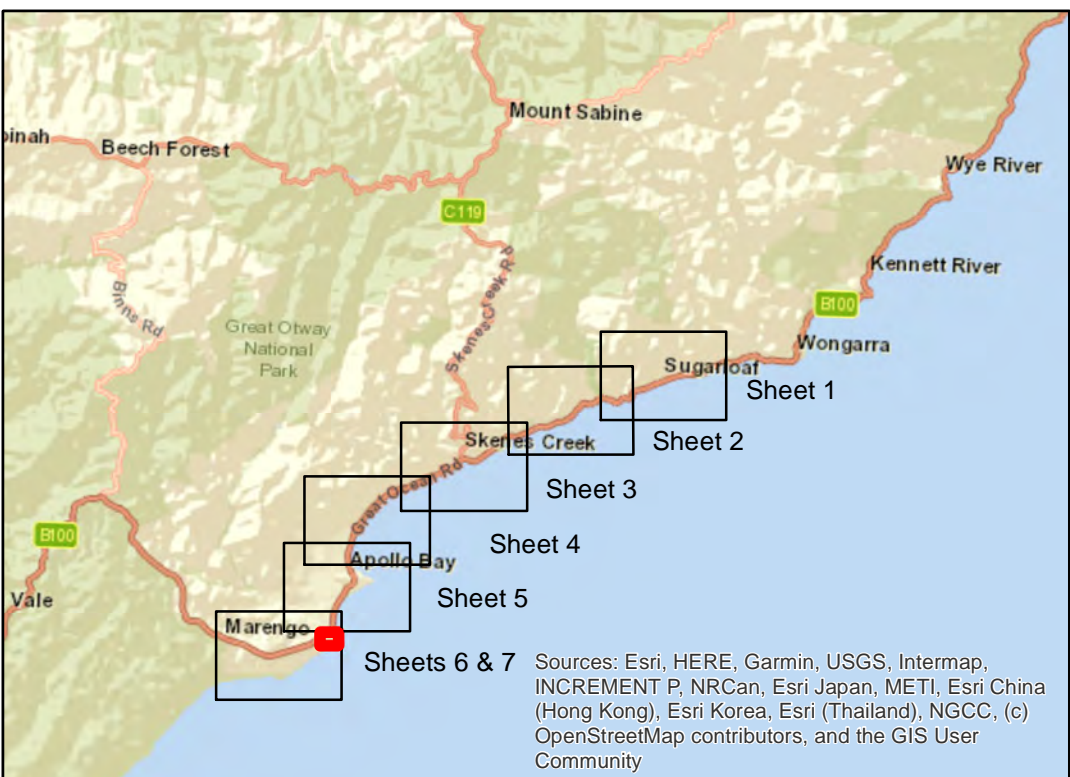 Mount Sabine
inah
Beech Forest
Wye River
C119
Skenes Creek Rd
Kennett River
Binns Rd
B100
Great Otway
National
Park
Wongarra
Sugarloaf
Sheet 1
Skenes Creek
Sheet 2
Great Ocean Rd
Sheet 3
B100
Sheet 4
Apollo Bay
Vale
Sheet 5
Marengo
Sheets 6 & 7
Sources: Esri, HERE, Garmin, USGS, Intermap,
INCREMENT P, NRCan, Esri Japan, METI, Esri China
(Hong Kong), Esri Korea, Esri (Thailand), NGCC, (c)
OpenStreetMap contributors, and the GIS User
Community